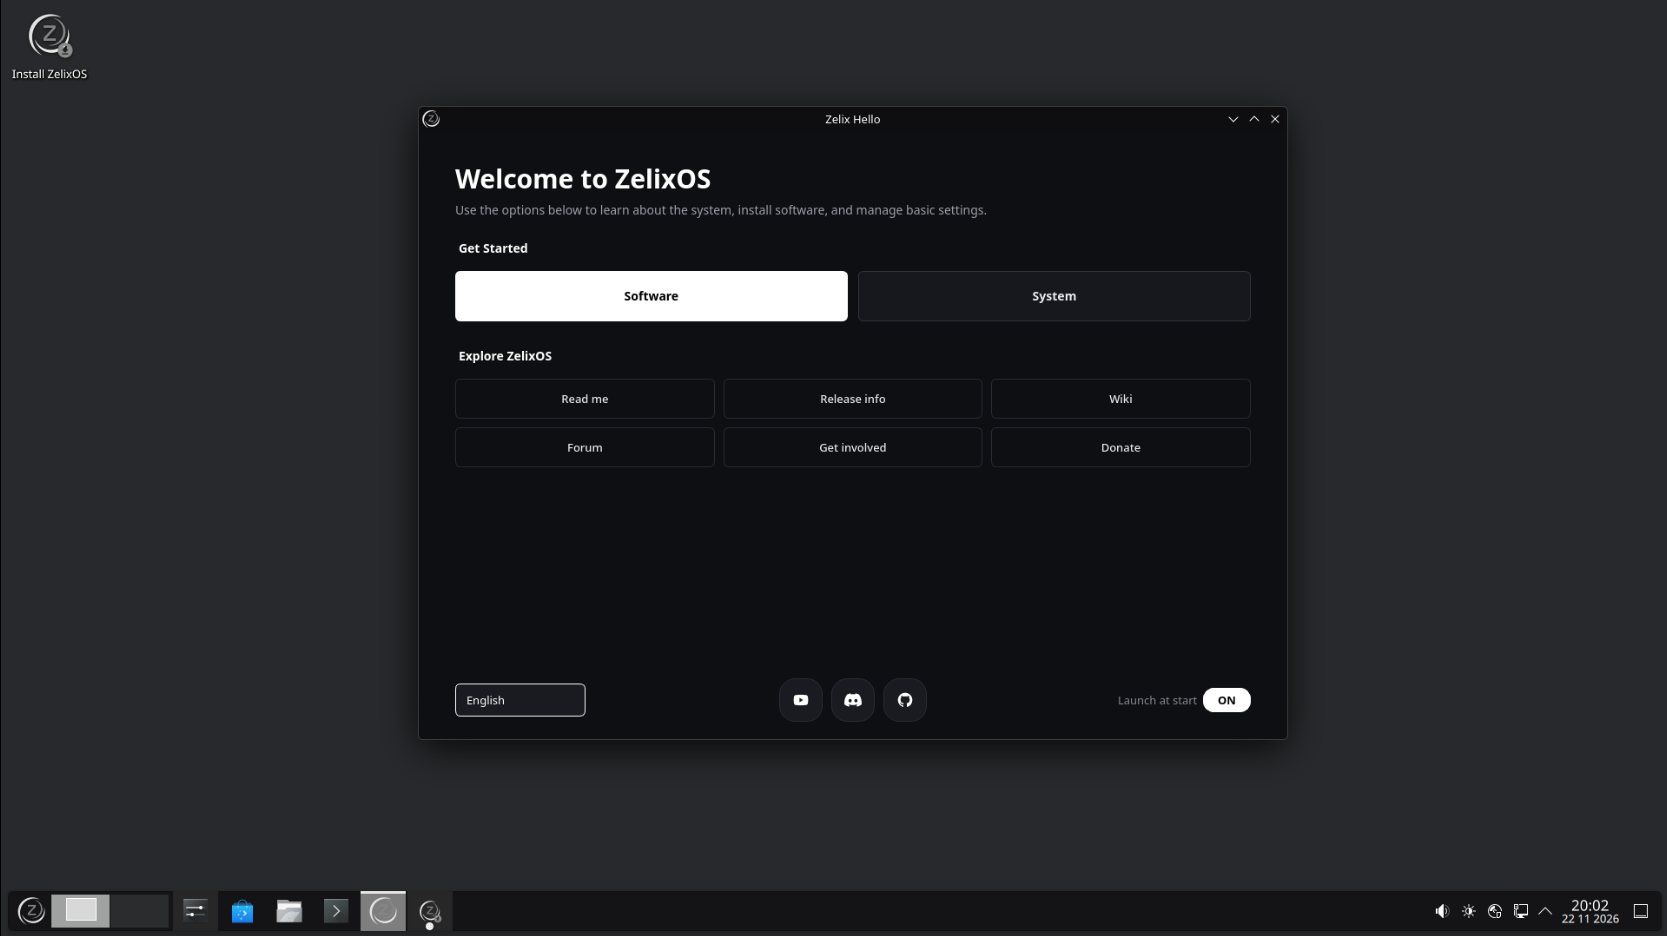 Install ZelixOS
Zelix Hello
Welcome to ZelixOS
Use the options below to learn about the system, install software, and manage basic settings.
Get Started
Software
System
Explore ZelixOS
Read me
Release info
Wiki
Forum
Get involved
Donate
English
Launch at start
ON
20:02
22 11 2026